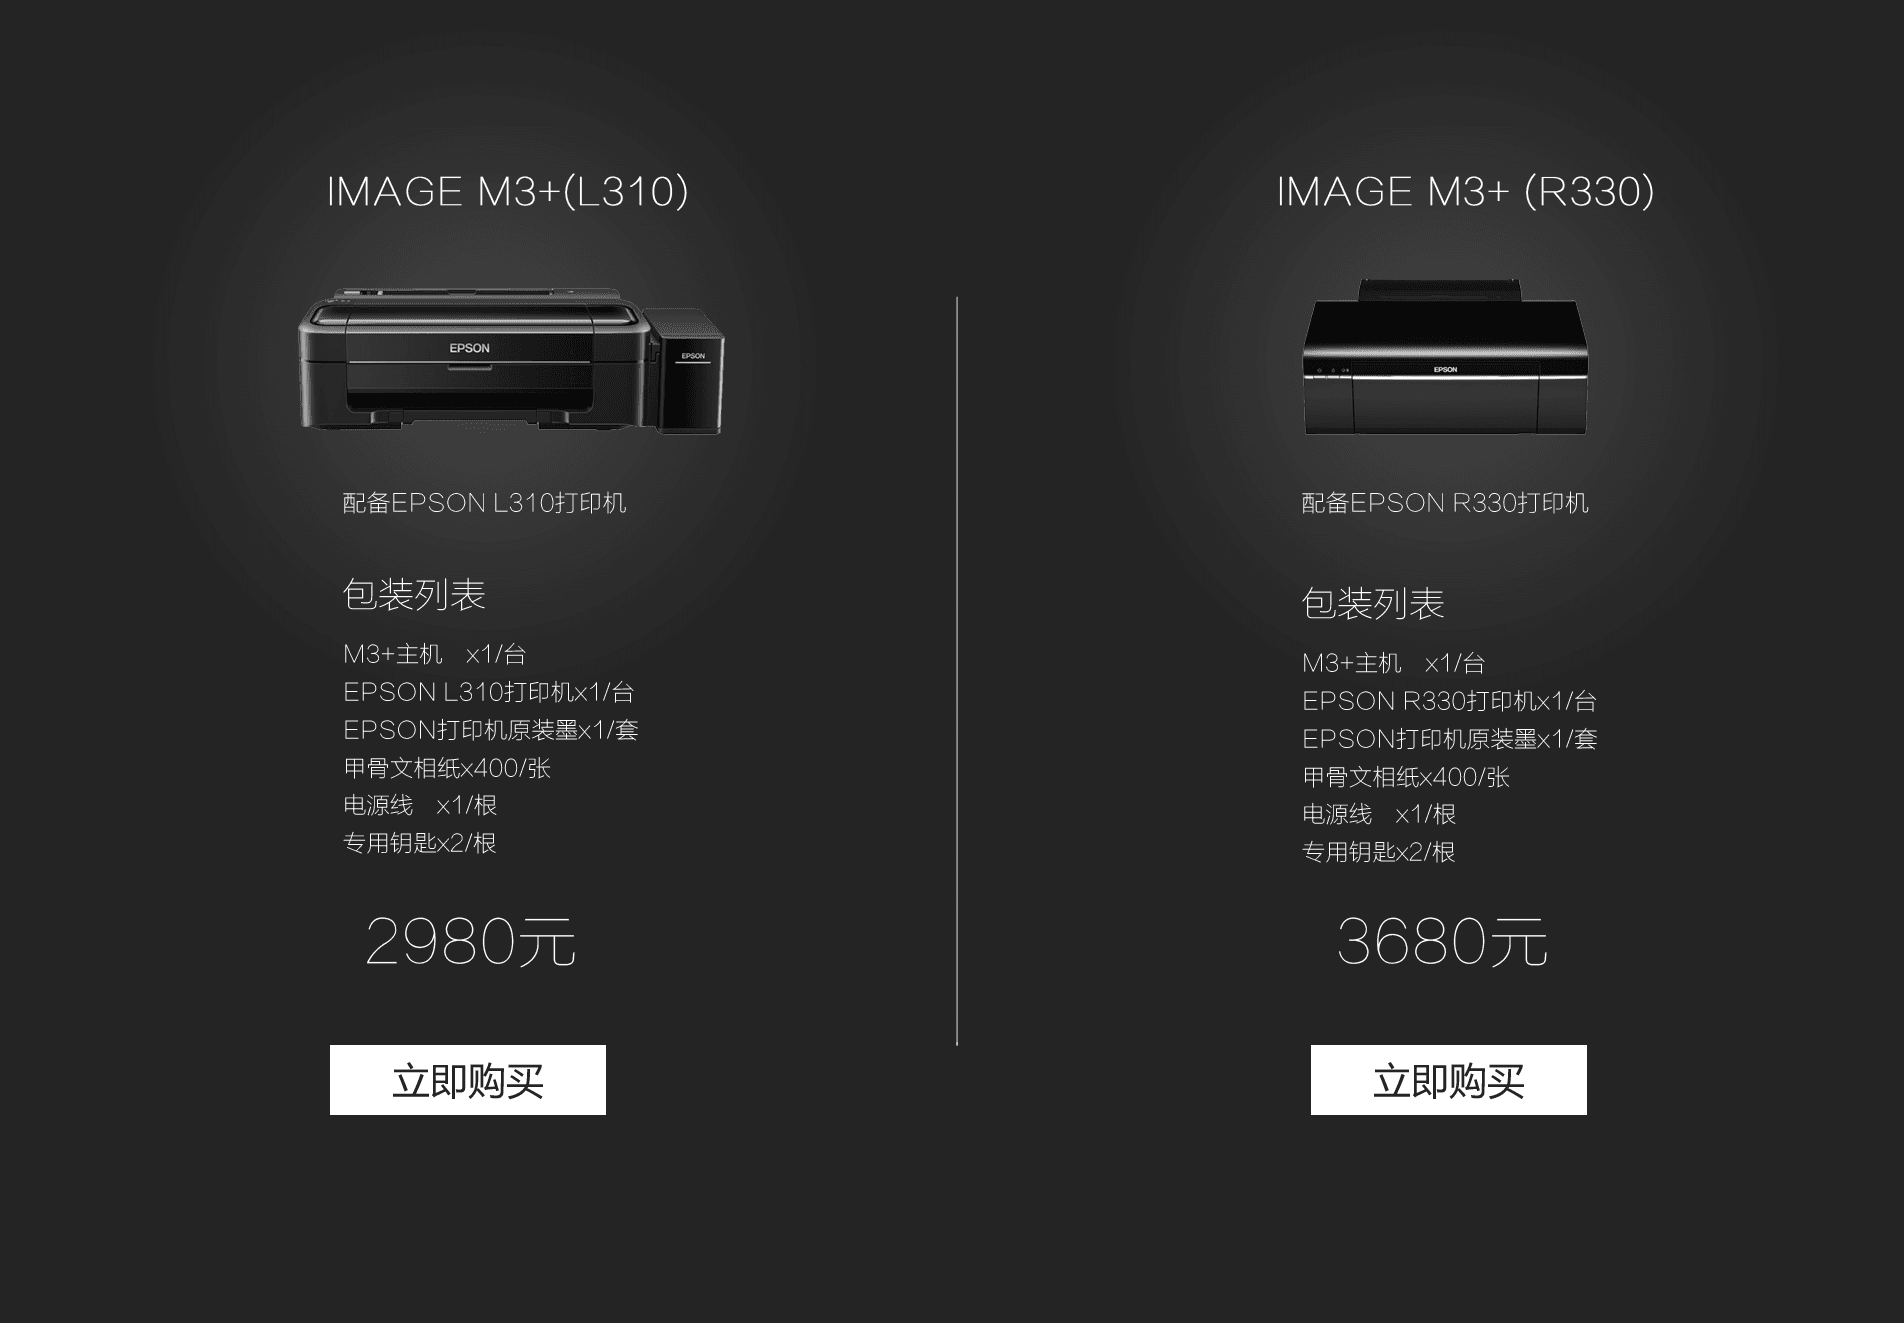 IMAGE M3+(L310)
EPSON
EPSON
配备EPSON L310打印机
包装列表
M3+主机　x1/台
EPSON L310打印机x1/台
EPSON打印机原装墨x1/套
甲骨文相纸x400/张
电源线　x1/根
专用钥匙x2/根
2980元
立即购买
IMAGE M3+ (R330)
EPSON
配备EPSON R330打印机
包装列表
M3+主机　x1/台
EPSON R330打印机x1/台
EPSON打印机原装墨x1/套
甲骨文相纸x400/张
电源线　x1/根
专用钥匙x2/根
3680元
立即购买